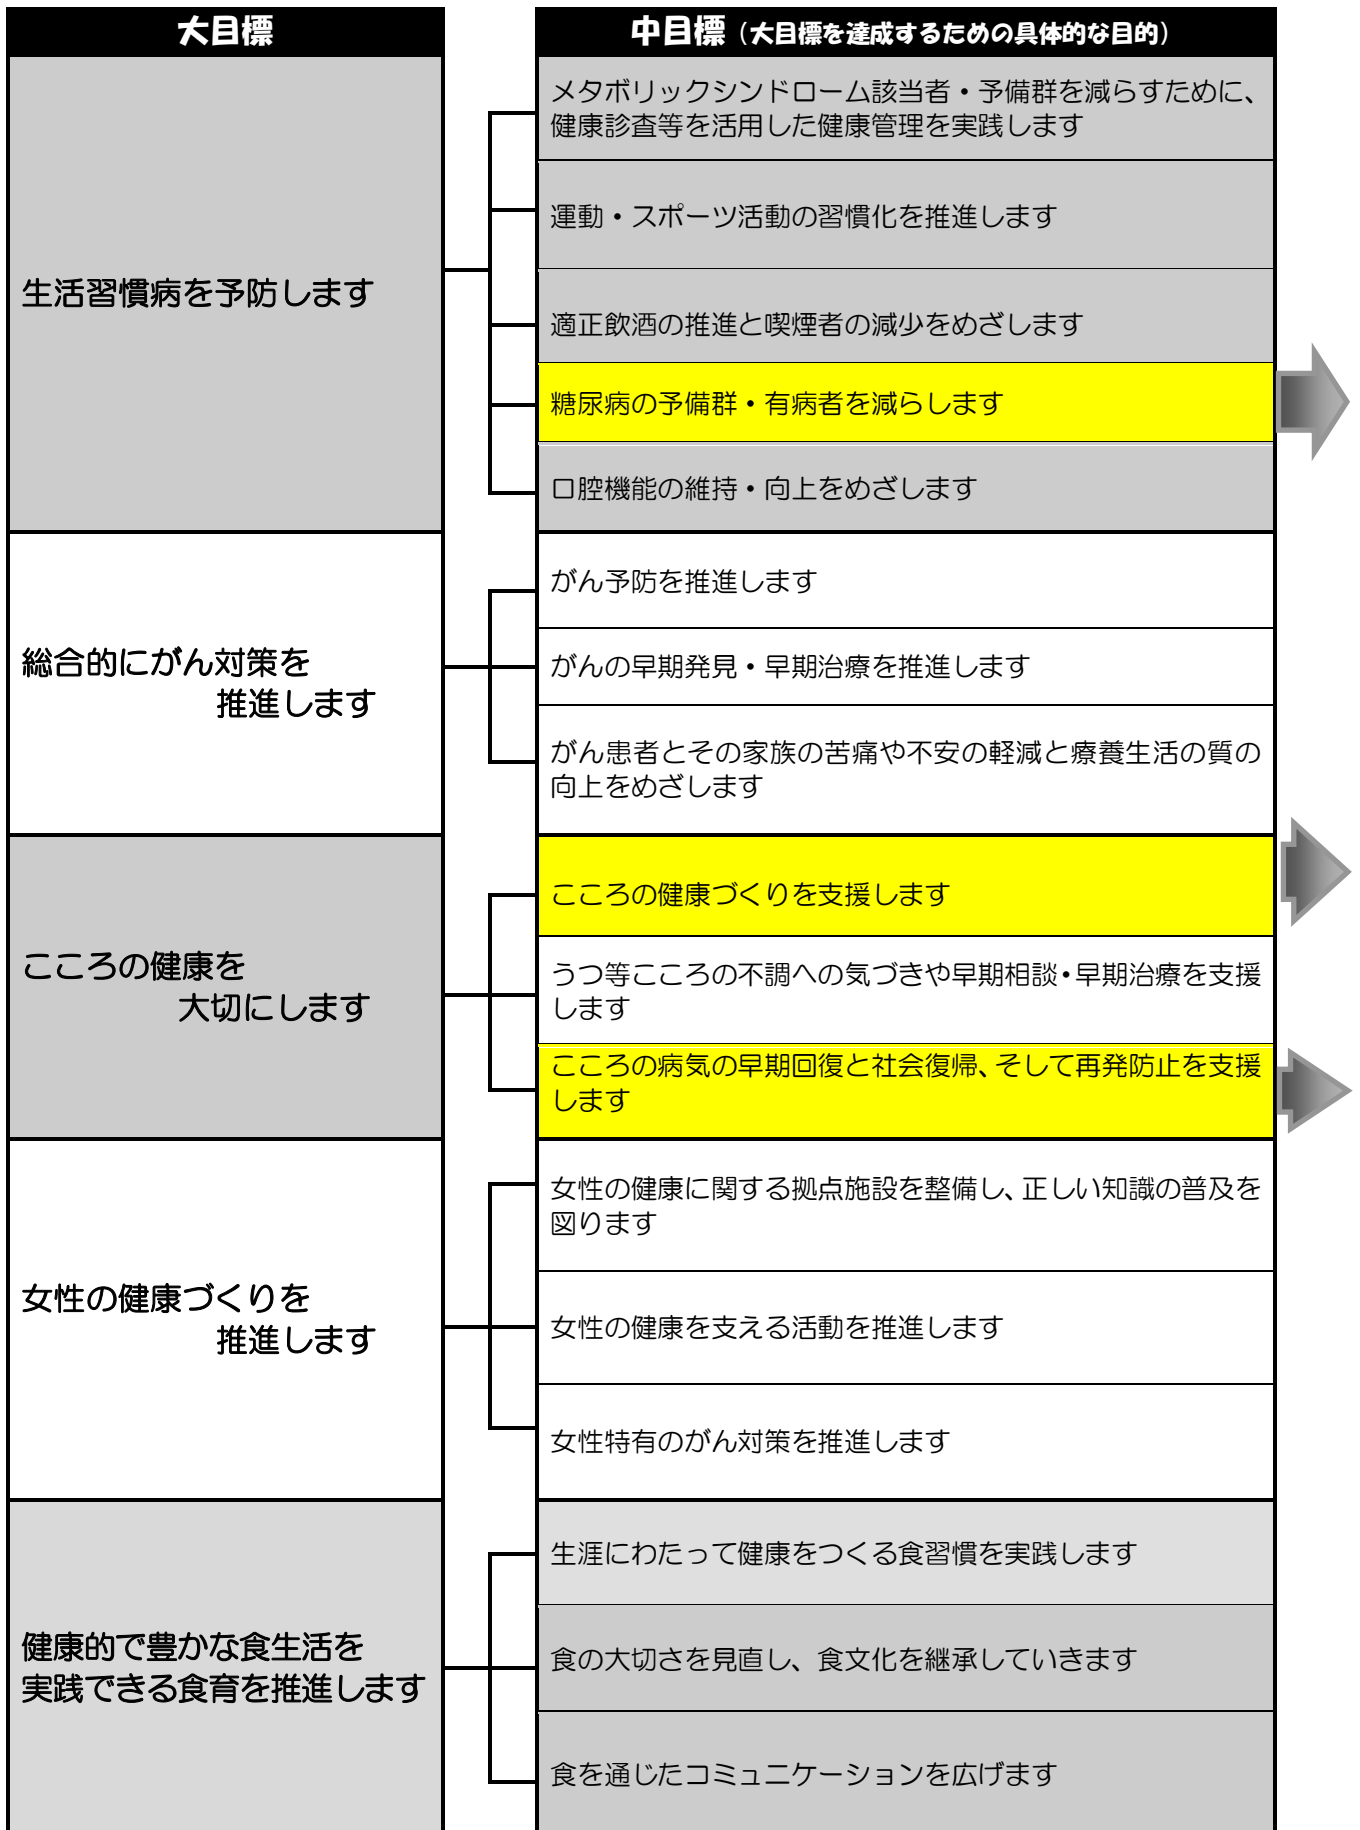 大目標
中目標（大目標を達成するための具体的な目的）
生活習慣病を予防します
メタボリックシンドローム該当者・予備群を減らすために、
健康診査等を活用した健康管理を実践します
運動・スポーツ活動の習慣化を推進します
適正飲酒の推進と喫煙者の減少をめざします
糖尿病の予備群・有病者を減らします
口腔機能の維持・向上をめざします
総合的にがん対策を
推進します
がん予防を推進します
がんの早期発見・早期治療を推進します
がん患者とその家族の苦痛や不安の軽減と療養生活の質の
向上をめざします
こころの健康を
大切にします
こころの健康づくりを支援します
うつ等こころの不調への気づきや早期相談・早期治療を支援
します
こころの病気の早期回復と社会復帰、そして再発防止を支援
します
女性の健康づくりを
推進します
女性の健康に関する拠点施設を整備し、正しい知識の普及を
図ります
女性の健康を支える活動を推進します
女性特有のがん対策を推進します
健康的で豊かな食生活を
実践できる食育を推進します
生涯にわたって健康をつくる食習慣を実践します
食の大切さを見直し、食文化を継承していきます
食を通じたコミュニケーションを広げます